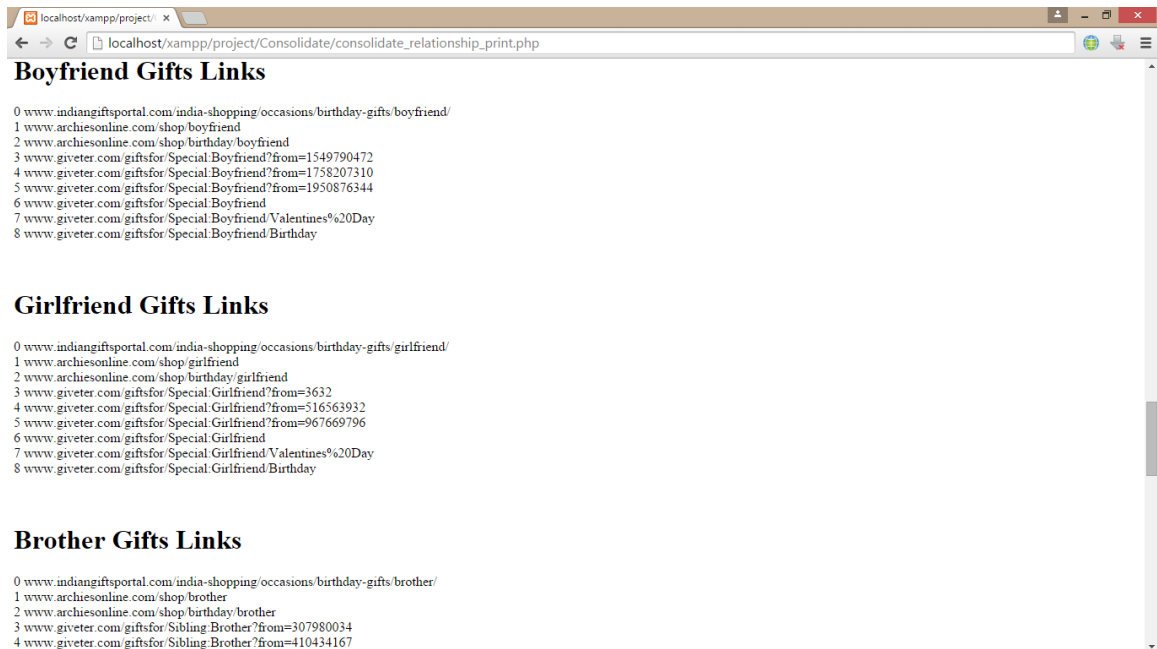 localhost/xampp/project/
localhost/xampp/project/Consolidate/consolidate_relationship_print.php
Boyfriend Gifts Links
0 www.indiangiftsportal.com/india-shopping/occasions/birthday-gifts/boyfriend/
1 www.archiesonline.com/shop/boyfriend
2 www.archiesonline.com/shop/birthday/boyfriend
3 www.giveter.com/giftsfor/Special:Boyfriend?from=1549790472
4 www.giveter.com/giftsfor/Special:Boyfriend?from=1758207310
5 www.giveter.com/giftsfor/Special:Boyfriend?from=1950876344
6 www.giveter.com/giftsfor/Special:Boyfriend
7 www.giveter.com/giftsfor/Special:Boyfriend/Valentines%20Day
8 www.giveter.com/giftsfor/Special:Boyfriend/Birthday
Girlfriend Gifts Links
0 www.indiangiftsportal.com/india-shopping/occasions/birthday-gifts/girlfriend/
1 www.archiesonline.com/shop/girlfriend
2 www.archiesonline.com/shop/birthday/girlfriend
3 www.giveter.com/giftsfor/Special:Girlfriend?from=3632
4 www.giveter.com/giftsfor/Special:Girlfriend?from=516563932
5 www.giveter.com/giftsfor/Special:Girlfriend?from=967669796
6 www.giveter.com/giftsfor/Special:Girlfriend
7 www.giveter.com/giftsfor/Special:Girlfriend/Valentines%20Day
8 www.giveter.com/giftsfor/Special:Girlfriend/Birthday
Brother Gifts Links
0 www.indiangiftsportal.com/india-shopping/occasions/birthday-gifts/brother/
1 www.archiesonline.com/shop/brother
2 www.archiesonline.com/shop/birthday/brother
3 www.giveter.com/giftsfor/Sibling:Brother?from=307980034
4 www.giveter.com/giftsfor/Sibling:Brother?from=410434167